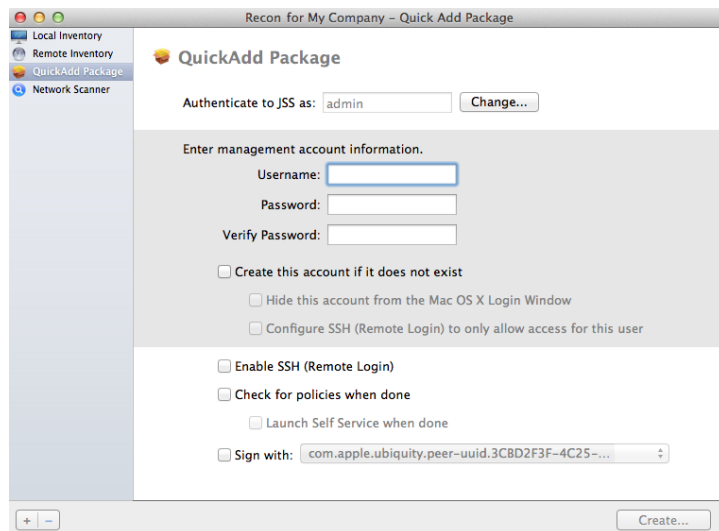 Recon for My Company – Quick Add Package
Local Inventory
Remote Inventory
QuickAdd Package
Network Scanner
QuickAdd Package
Authenticate to JSS as: admin Change...
Enter management account information.
Username:
Password:
Verify Password:
Create this account if it does not exist
Hide this account from the Mac OS X Login Window
Configure SSH (Remote Login) to only allow access for this user
Enable SSH (Remote Login)
Check for policies when done
Launch Self Service when done
Sign with: com.apple.ubiquity.peer-uuid.3CBD2F3F-4C25-...
+ − Create...